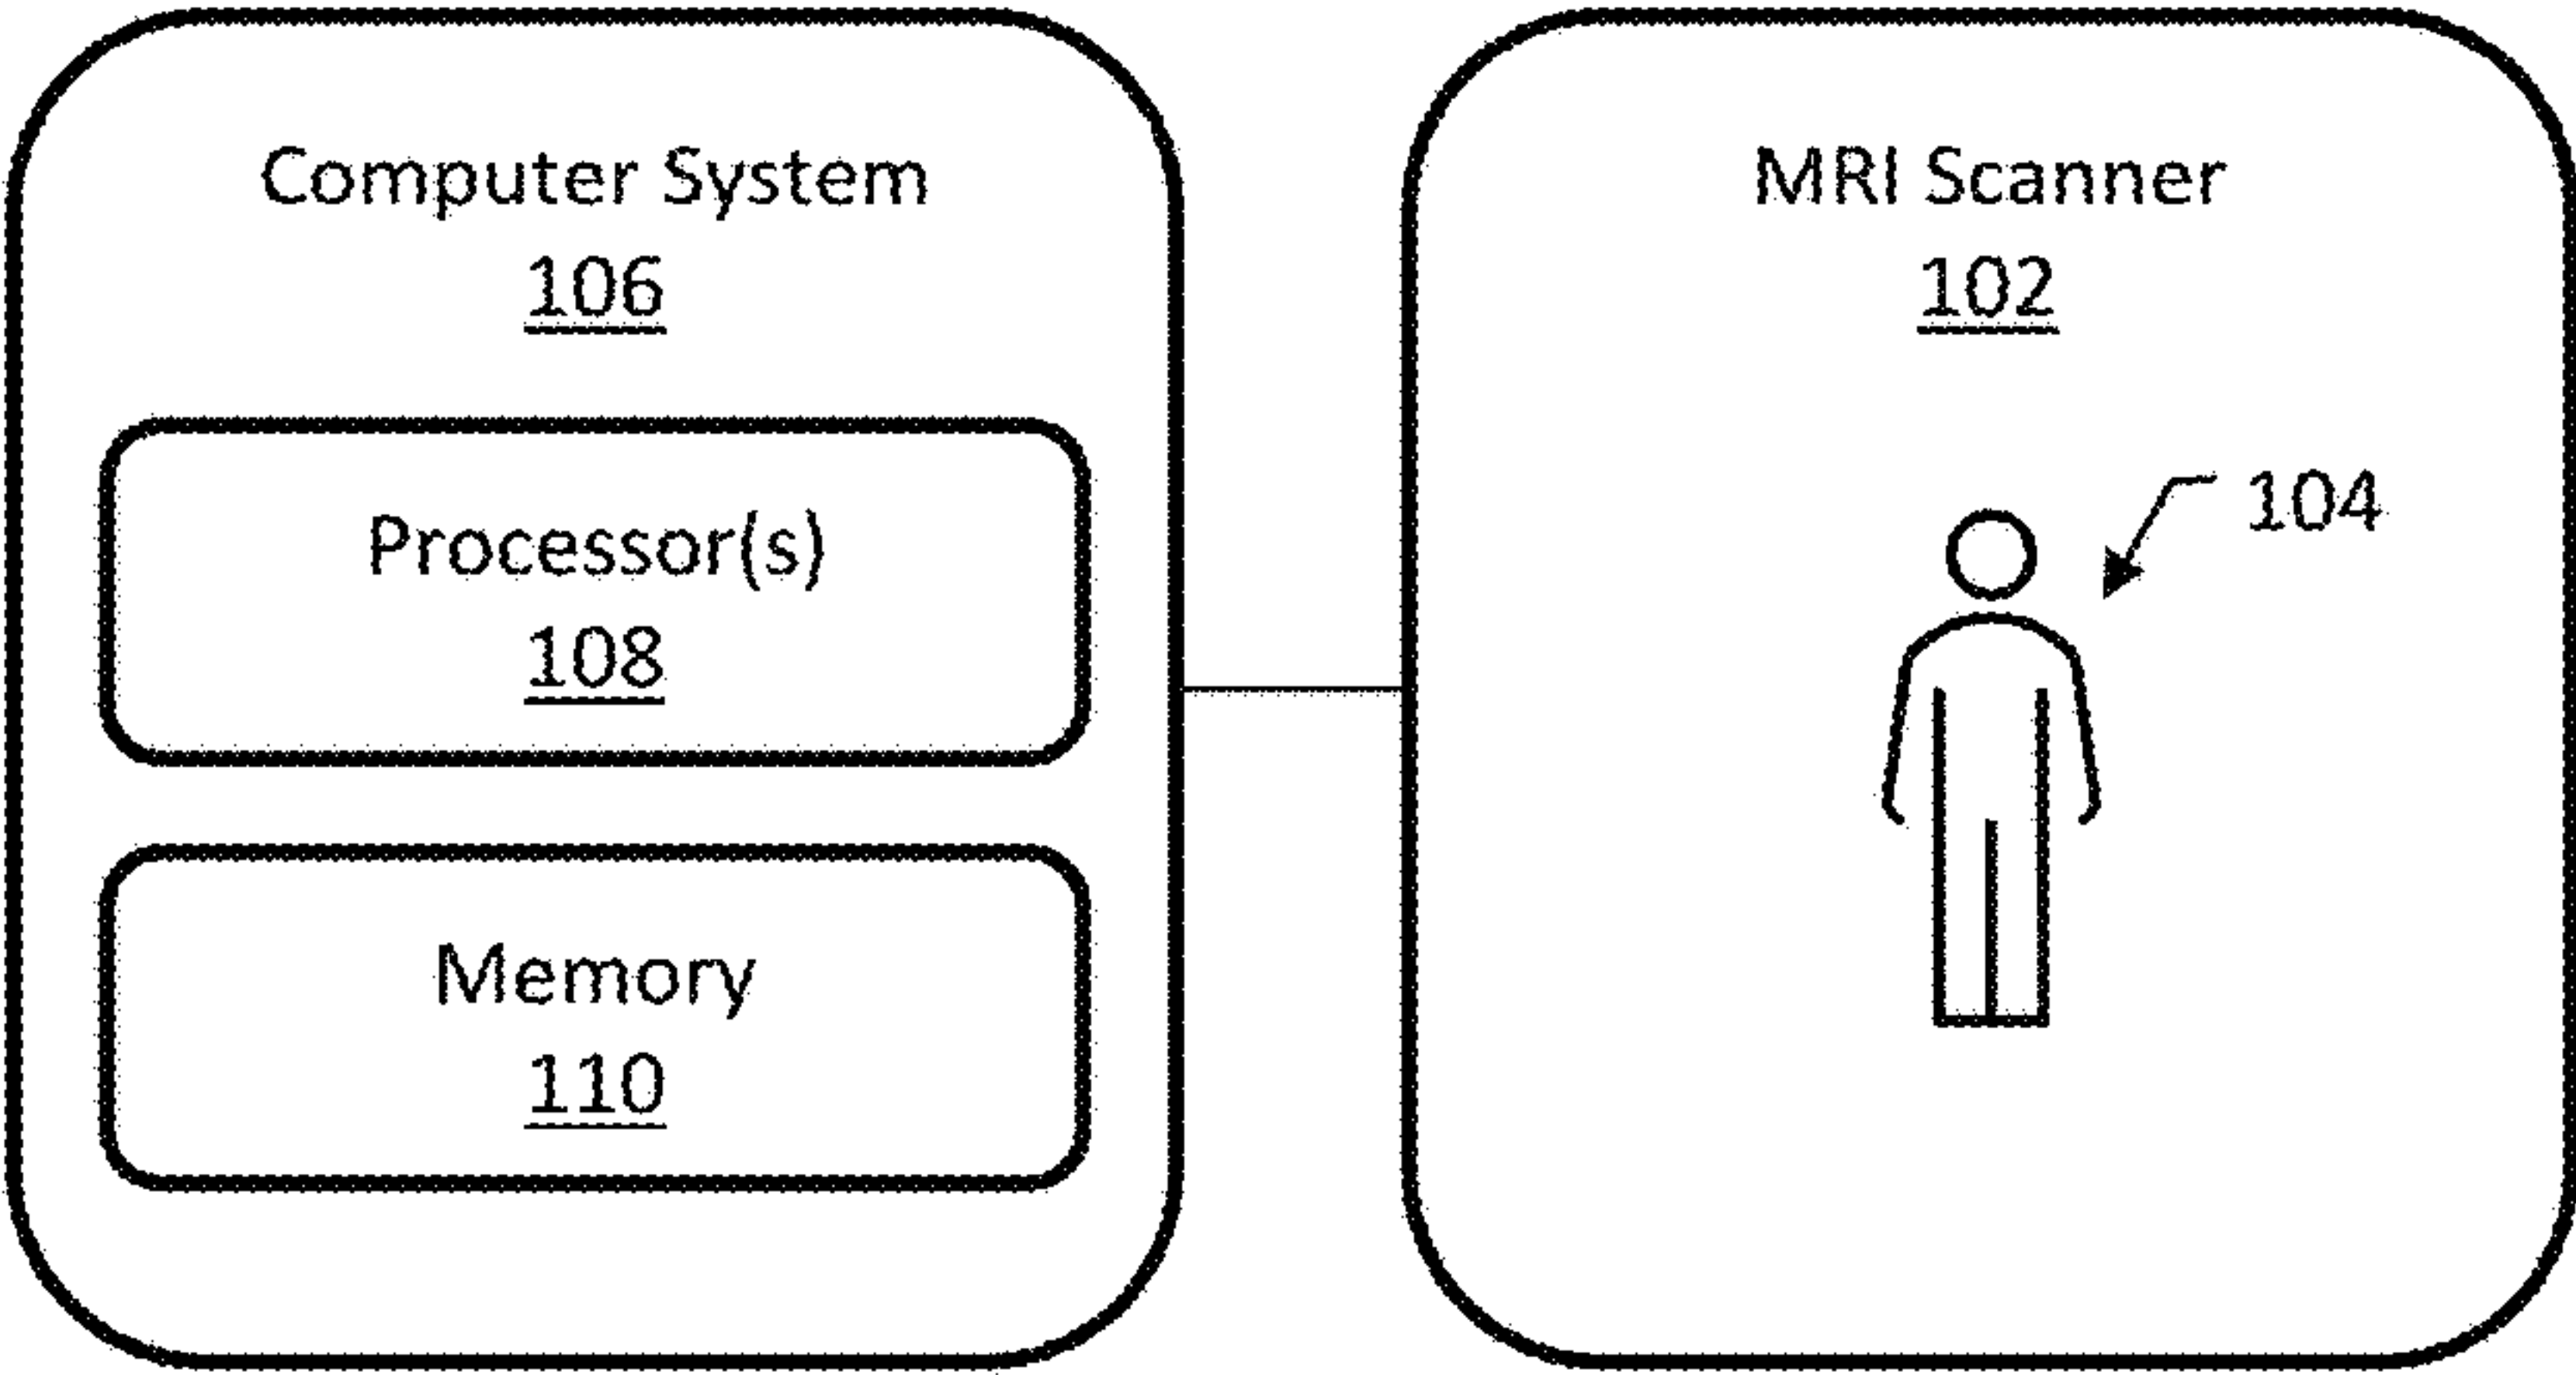 Computer System
106
Processor(s)
108
Memory
110
MRI Scanner
102
104